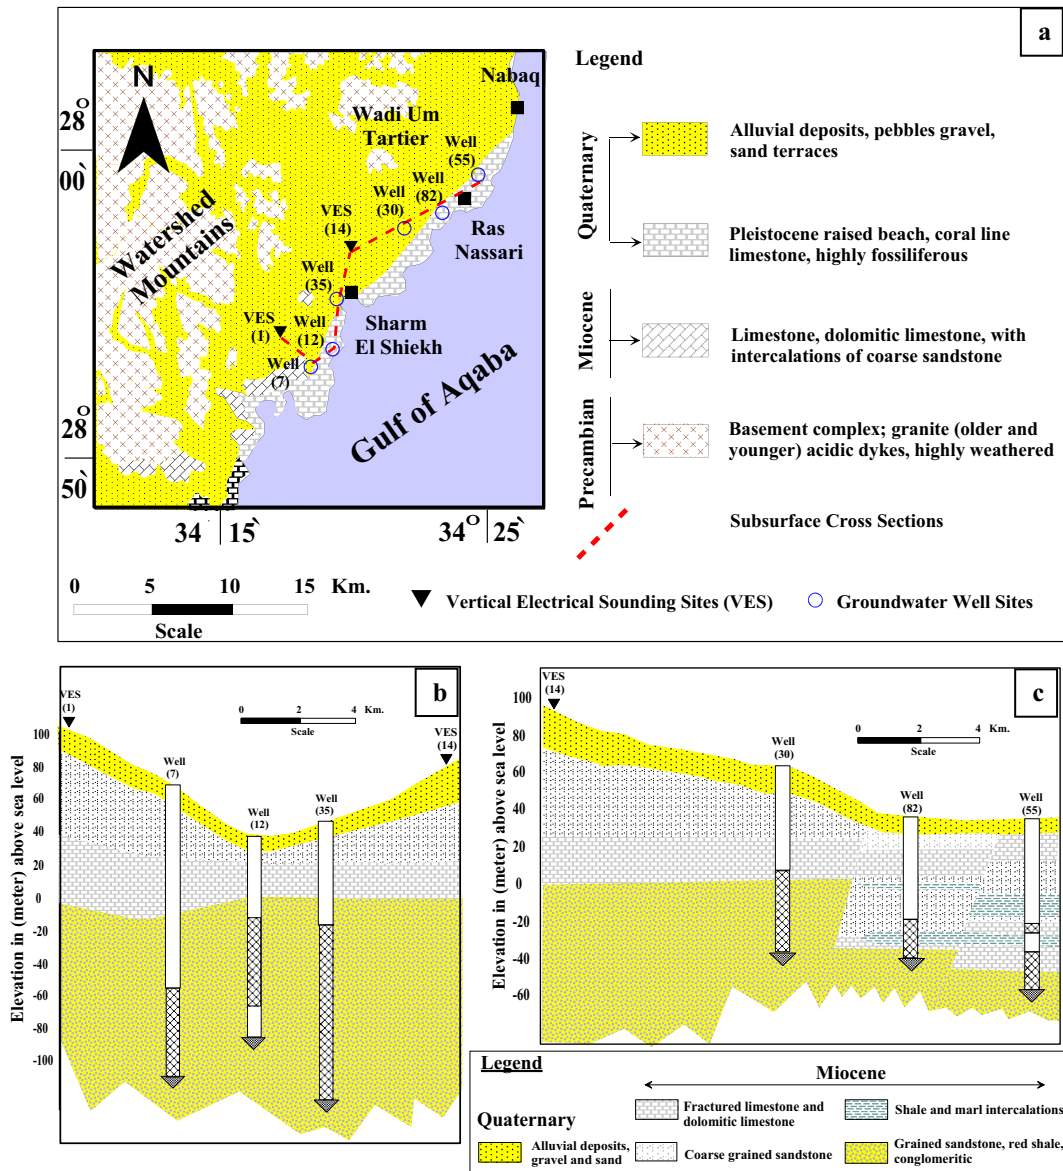 a
N
Nabaq
Wadi Um
Tartier
Well
(55)
Well
(82)
Well
(30)
VES
(14)
Ras
Nassari
Watershed
Mountains
Well
(35)
VES
(1)
Well
(12)
Well
(7)
Sharm
El Shiekh
Gulf of Aqaba
28°
00'
28°
50'
34 15'
34° 25'
0 5 10 15 Km.
Scale
Legend
Quaternary
Alluvial deposits, pebbles gravel,
sand terraces
Pleistocene raised beach, coral line
limestone, highly fossiliferous
Miocene
Limestone, dolomitic limestone, with
intercalations of coarse sandstone
Precambian
Basement complex; granite (older and
younger) acidic dykes, highly weathered
Subsurface Cross Sections
Vertical Electrical Sounding Sites (VES)
Groundwater Well Sites
b
VES
(1)
0 2 4 Km.
Scale
VES
(14)
Well
(7)
Well
(12)
Well
(35)
Elevation in (meter) above sea level
100
80
60
40
20
0
-20
-40
-60
-80
-100
c
VES
(14)
0 2 4 Km.
Scale
Well
(30)
Well
(82)
Well
(55)
Elevation in (meter) above sea level
100
80
60
40
20
0
-20
-40
-60
Legend
Miocene
Quaternary
Alluvial deposits,
gravel and sand
Fractured limestone and
dolomitic limestone
Coarse grained sandstone
Shale and marl intercalations
Grained sandstone, red shale,
conglomeritic